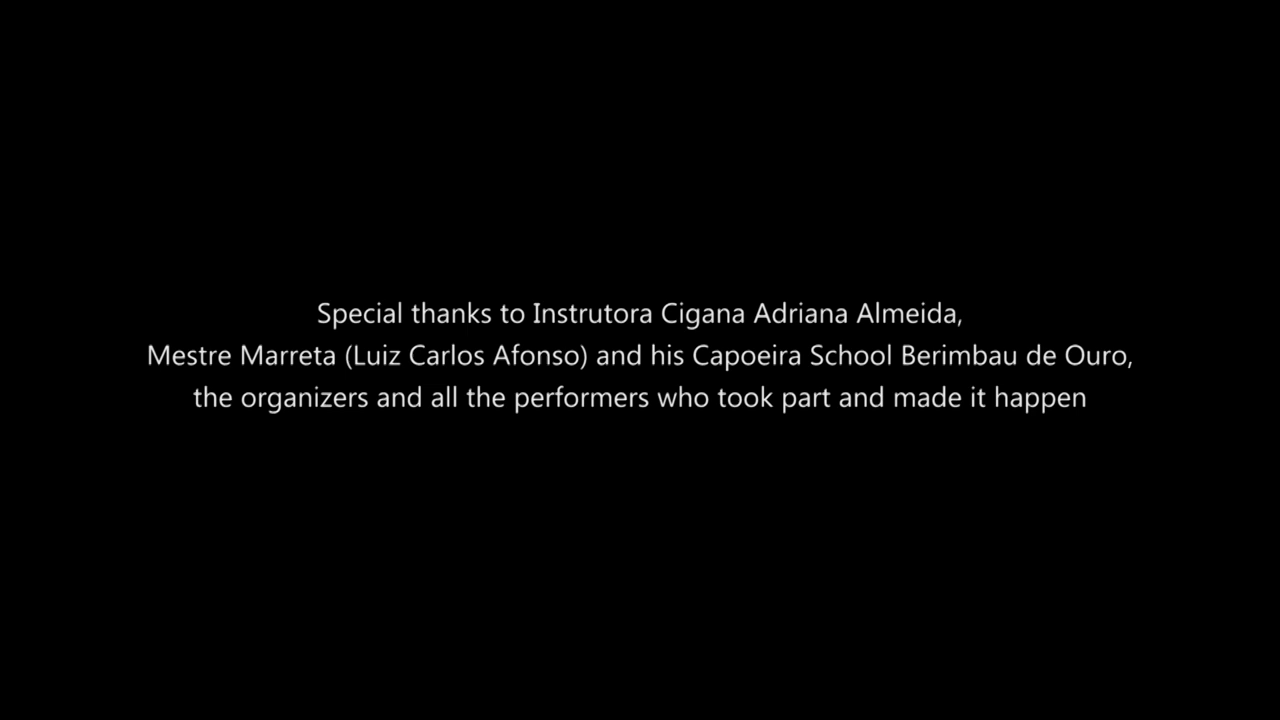 Special thanks to Instrutora Cigana Adriana Almeida,
Mestre Marreta (Luiz Carlos Afonso) and his Capoeira School Berimbau de Ouro,
the organizers and all the performers who took part and made it happen